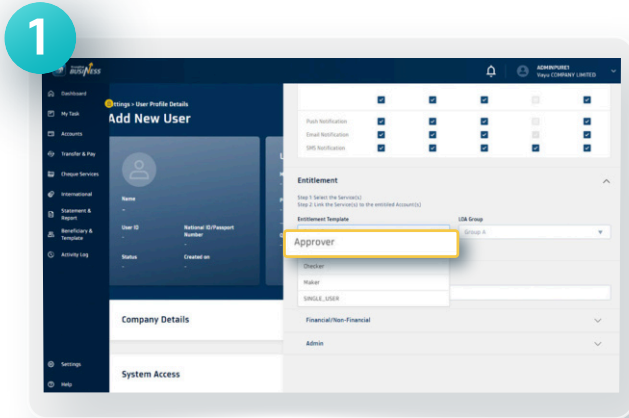 1
BUSINESS
ADMINPURE1
Viaya COMPANY LIMITED
Dashboard
My Task
Accounts
Transfer & Pay
Cheque Services
International
Statement & Report
Beneficiary & Template
Activity Log
Settings
Help
ttings > User Profile Details
Add New User
Name
-
User ID
-
National ID/Passport Number
-
Status
-
Created on
-
Company Details
System Access
Push Notification
Email Notification
SMS Notification
Entitlement
Step 1: Select the Service(s)
Step 2: Link the Service(s) to the entitled Account(s)
Entitlement Template
LOA Group
Approver
Group A
Checker
Maker
SINGLE_USER
Financial/Non-Financial
Admin